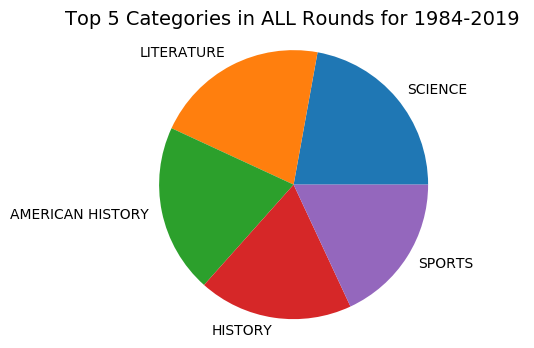 Top 5 Categories in ALL Rounds for 1984-2019
LITERATURE
SCIENCE
AMERICAN HISTORY
SPORTS
HISTORY